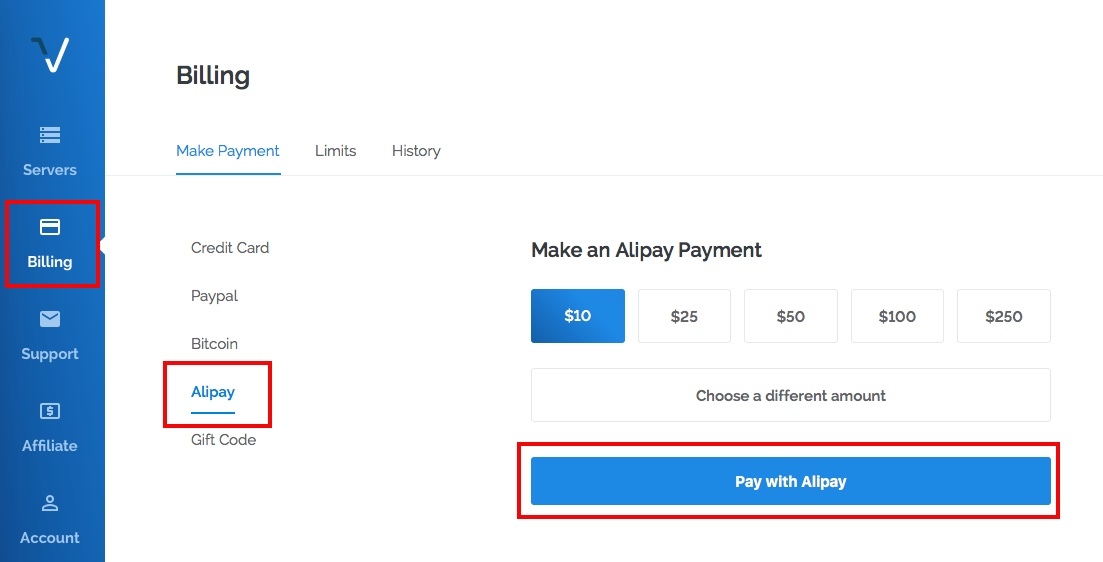 Billing
Make Payment
Limits
History
Servers
Billing
Support
Affiliate
Account
Credit Card
Paypal
Bitcoin
Alipay
Gift Code
Make an Alipay Payment
$10
$25
$50
$100
$250
Choose a different amount
Pay with Alipay